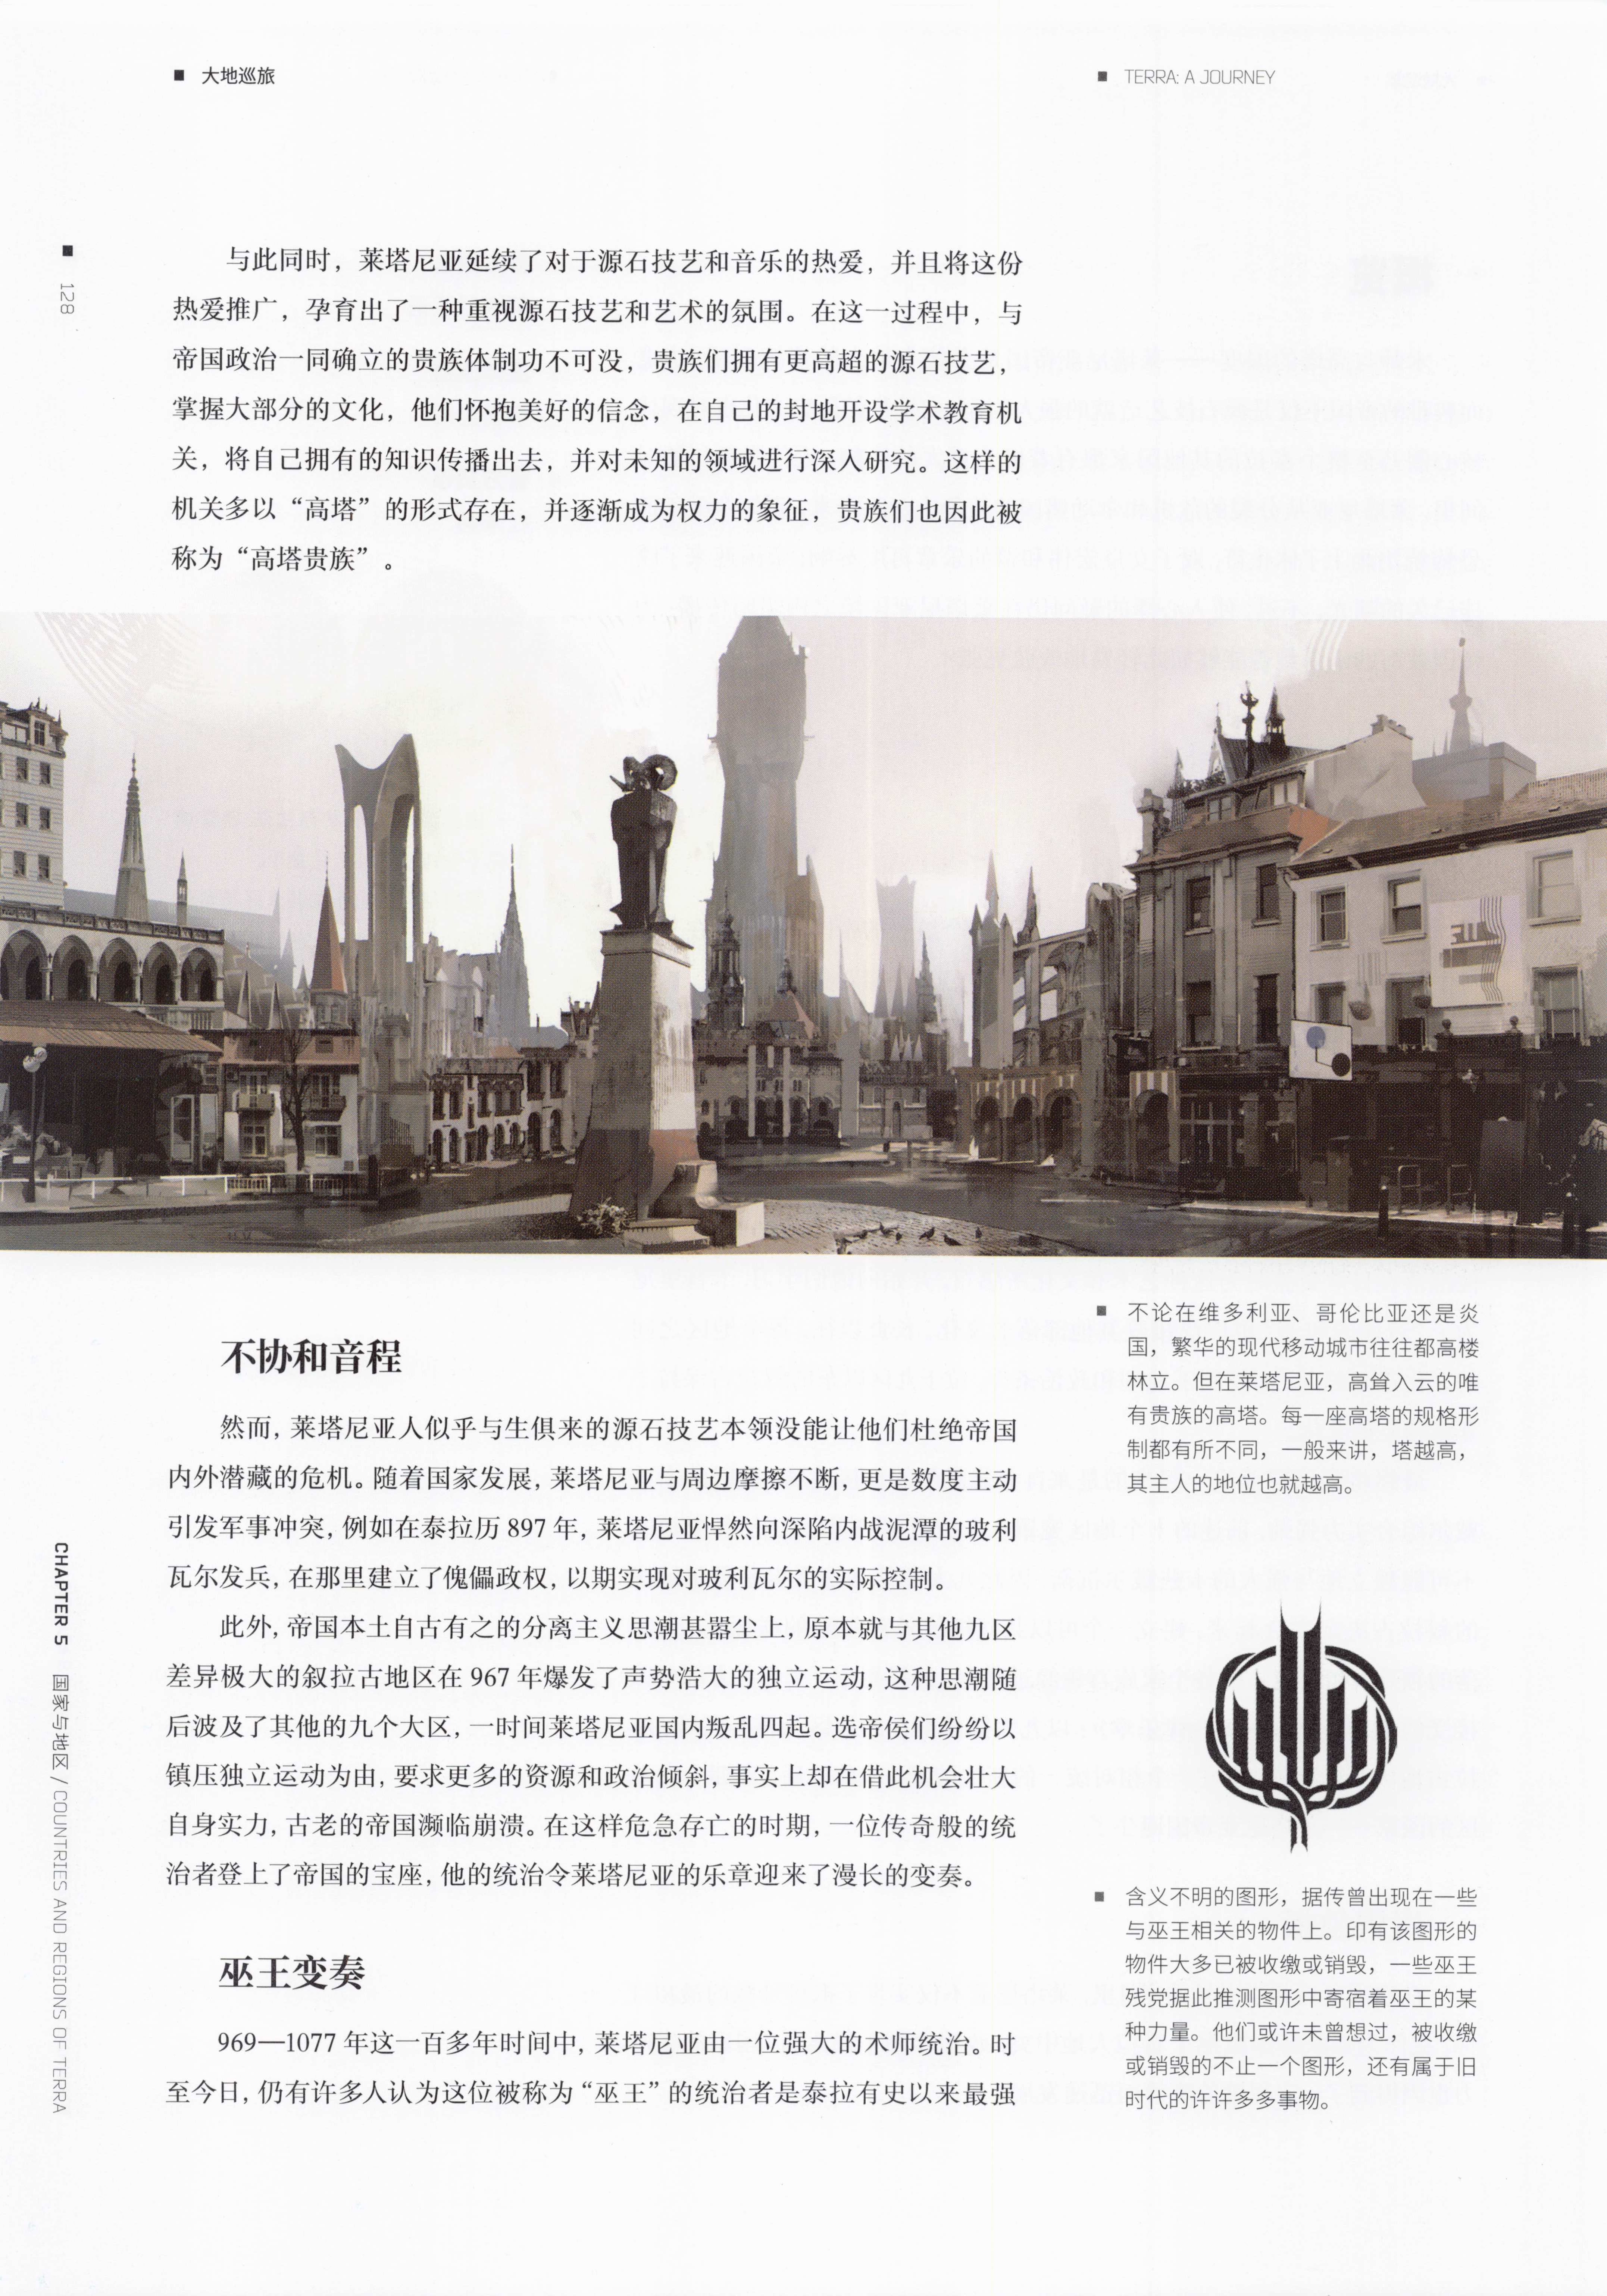 大地巡旅
TERRA: A JOURNEY
128
与此同时，莱塔尼亚延续了对于源石技艺和音乐的热爱，并且将这份
热爱推广，孕育出了一种重视源石技艺和艺术的氛围。在这一过程中，与
帝国政治一同确立的贵族体制功不可没，贵族们拥有更高超的源石技艺，
掌握大部分的文化，他们怀抱美好的信念，在自己的封地开设学术教育机
关，将自己拥有的知识传播出去，并对未知的领域进行深入研究。这样的
机关多以“高塔”的形式存在，并逐渐成为权力的象征，贵族们也因此被
称为“高塔贵族”。
不协和音程
然而，莱塔尼亚人似乎与生俱来的源石技艺本领没能让他们杜绝帝国
内外潜藏的危机。随着国家发展，莱塔尼亚与周边摩擦不断，更是数度主动
引发军事冲突，例如在泰拉历 897 年，莱塔尼亚悍然向深陷内战泥潭的玻利
瓦尔发兵，在那里建立了傀儡政权，以期实现对玻利瓦尔的实际控制。
此外，帝国本土自古有之的分离主义思潮甚嚣尘上，原本就与其他九区
差异极大的叙拉古地区在 967 年爆发了声势浩大的独立运动，这种思潮随
后波及了其他的九个大区，一时间莱塔尼亚国内叛乱四起。选帝侯们纷纷以
镇压独立运动为由，要求更多的资源和政治倾斜，事实上却在借此机会壮大
自身实力，古老的帝国濒临崩溃。在这样危急存亡的时期，一位传奇般的统
治者登上了帝国的宝座，他的统治令莱塔尼亚的乐章迎来了漫长的变奏。
巫王变奏
969—1077 年这一百多年时间中，莱塔尼亚由一位强大的术师统治。时
至今日，仍有许多人认为这位被称为“巫王”的统治者是泰拉有史以来最强
不论在维多利亚、哥伦比亚还是炎
国，繁华的现代移动城市往往都高楼
林立。但在莱塔尼亚，高耸入云的唯
有贵族的高塔。每一座高塔的规格形
制都有所不同，一般来讲，塔越高，
其主人的地位也就越高。
含义不明的图形，据传曾出现在一些
与巫王相关的物件上。印有该图形的
物件大多已被收缴或销毁，一些巫王
残党据此推测图形中寄宿着巫王的某
种力量。他们或许未曾想过，被收缴
或销毁的不止一个图形，还有属于旧
时代的许许多多事物。
CHAPTER 5 国家与地区 / COUNTRIES AND REGIONS OF TERRA